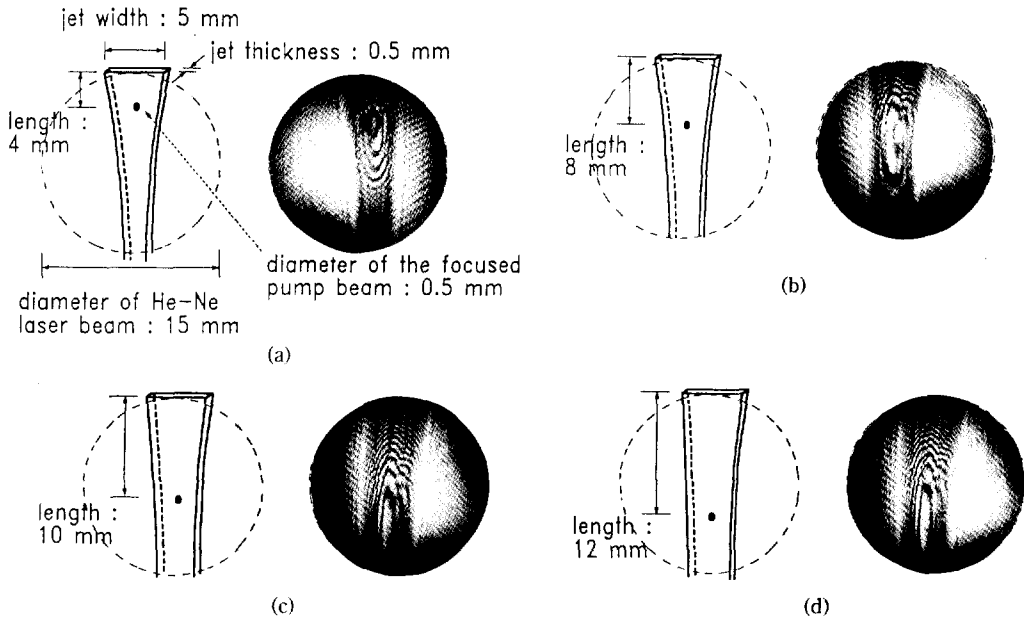 jet width : 5 mm
jet thickness : 0.5 mm
length :
4 mm
diameter of the focused
pump beam : 0.5 mm
diameter of He-Ne
laser beam : 15 mm
(a)
length :
8 mm
(b)
length :
10 mm
(c)
length :
12 mm
(d)